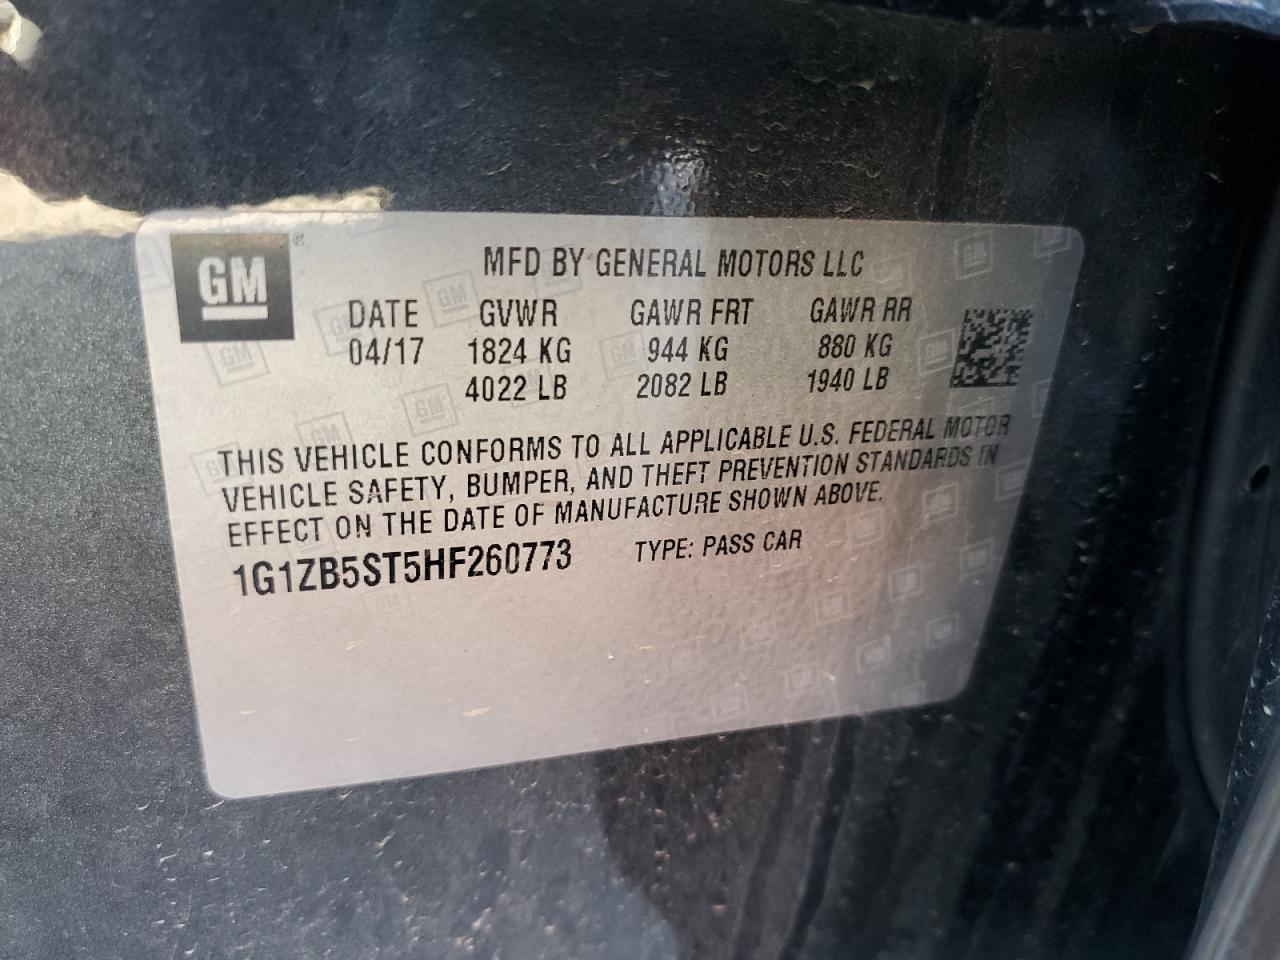 GM
MFD BY GENERAL MOTORS LLC
DATE GVWR GAWR FRT GAWR RR
04/17 1824 KG 944 KG 880 KG
4022 LB 2082 LB 1940 LB
THIS VEHICLE CONFORMS TO ALL APPLICABLE U.S. FEDERAL MOTOR
VEHICLE SAFETY, BUMPER, AND THEFT PREVENTION STANDARDS IN
EFFECT ON THE DATE OF MANUFACTURE SHOWN ABOVE.
1G1ZB5ST5HF260773 TYPE: PASS CAR